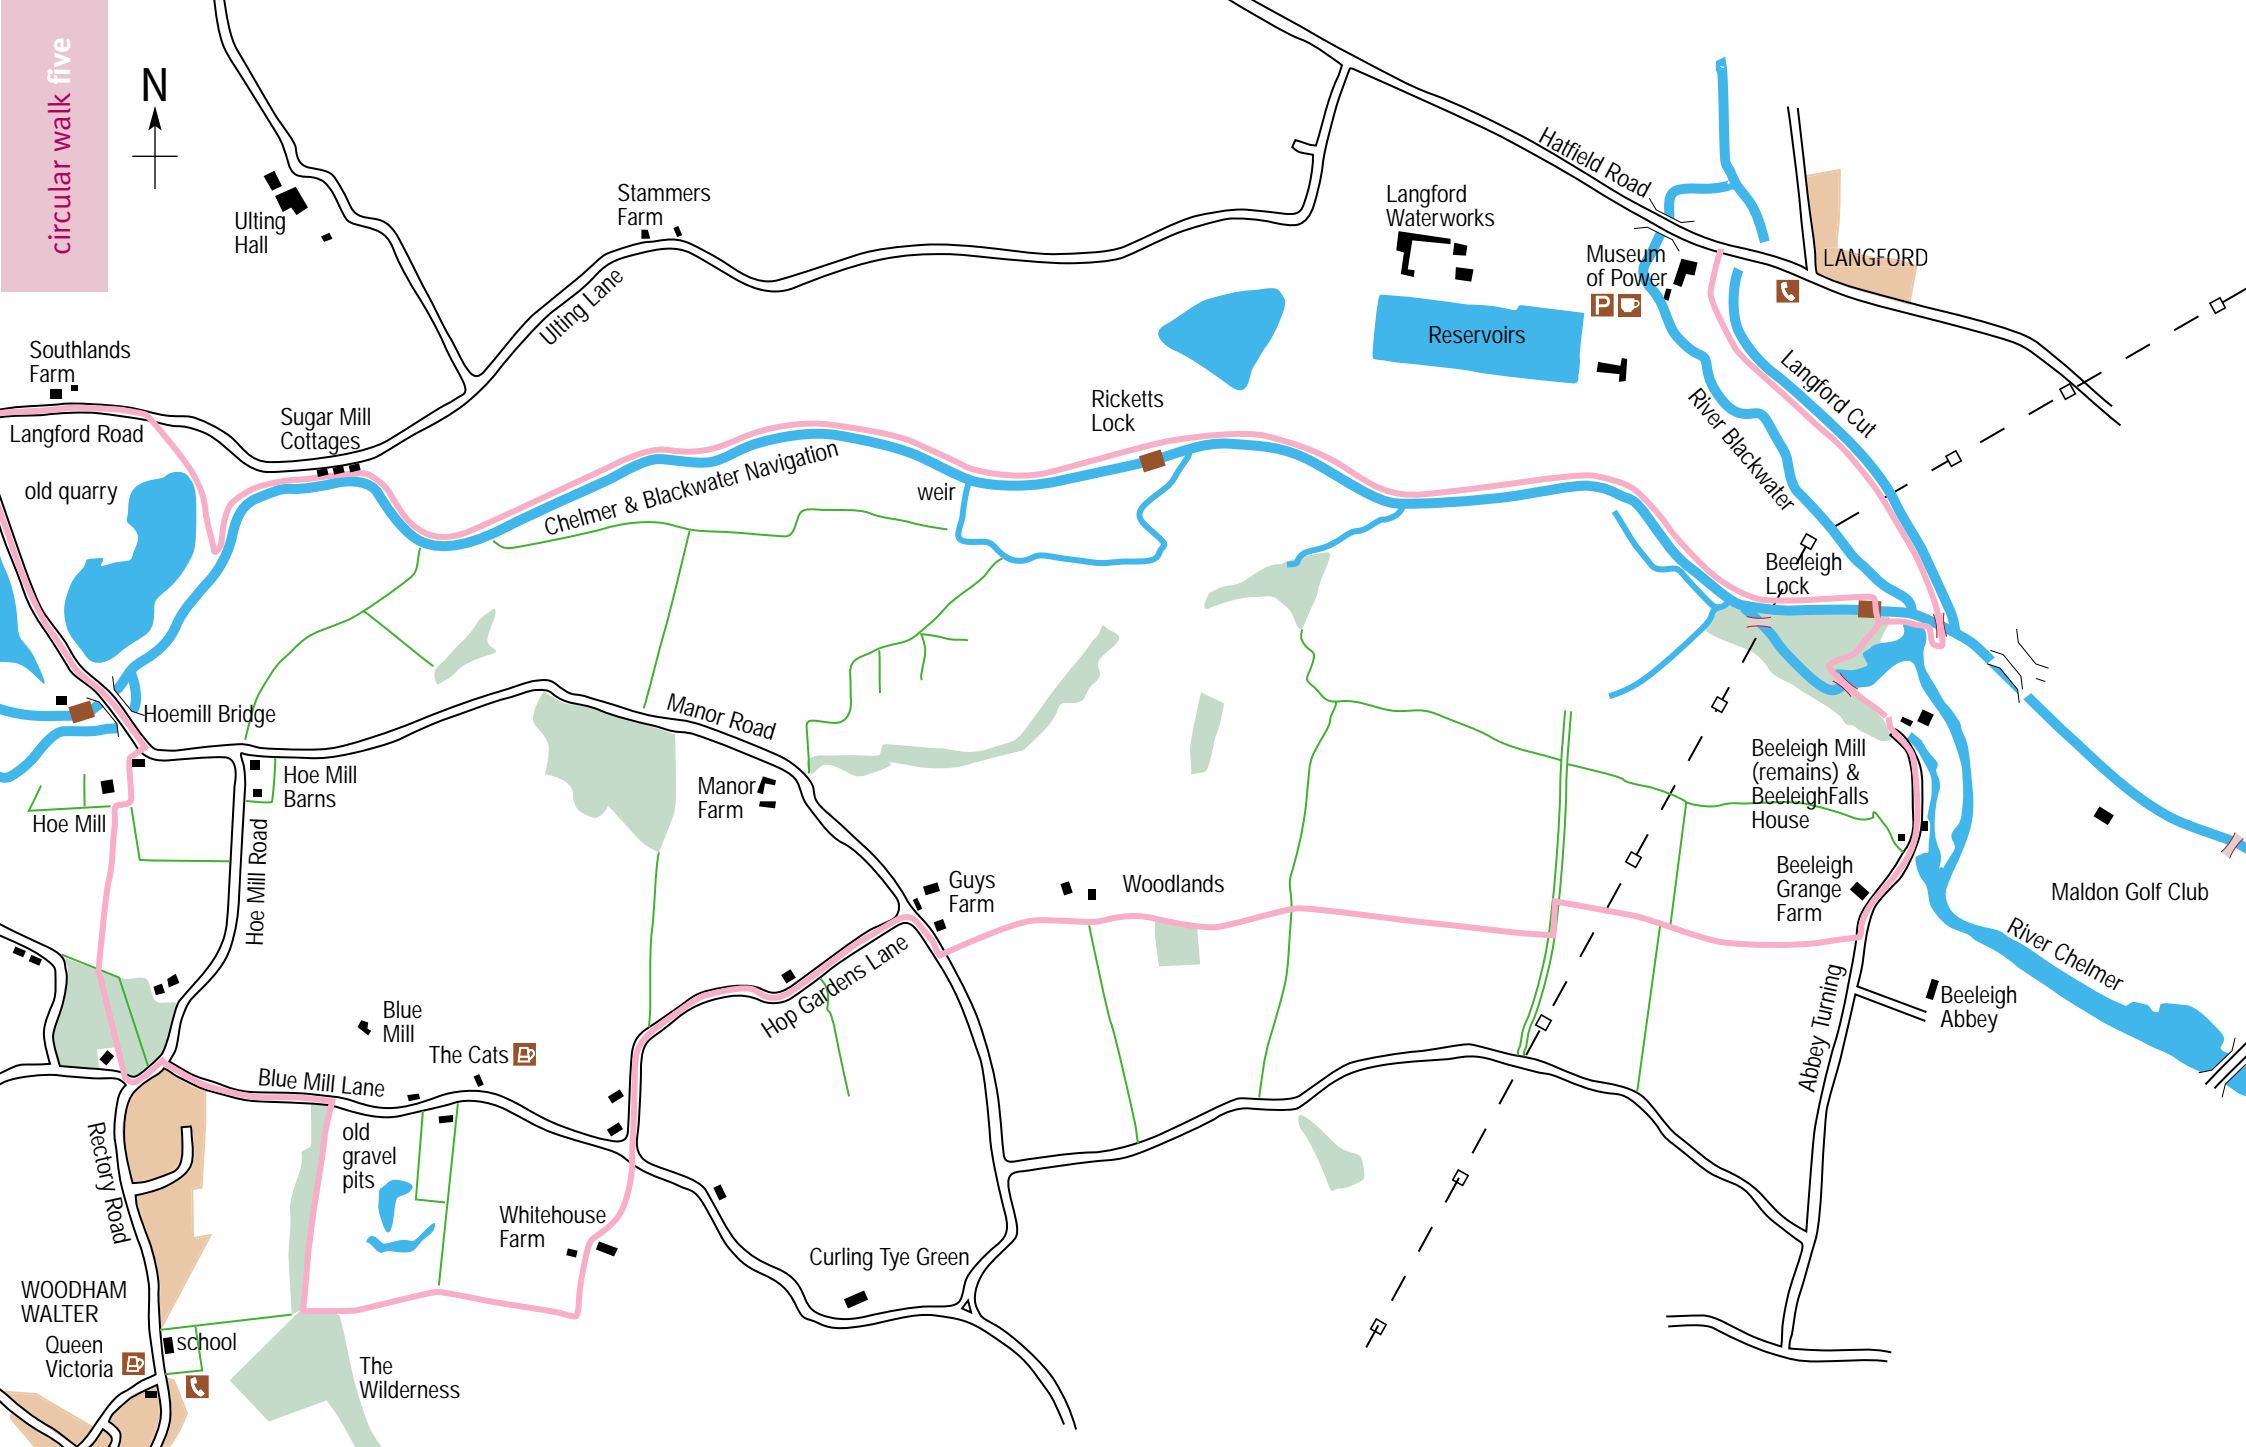 circular walk five
N
Ulting
Hall
Stammers
Farm
Ulting Lane
Hatfield Road
Langford
Waterworks
Museum
of Power
P
LANGFORD
Reservoirs
Langford Cut
River Blackwater
Southlands
Farm
Langford Road
Sugar Mill
Cottages
old quarry
Ricketts
Lock
Chelmer & Blackwater Navigation
weir
Beeleigh
Lock
Hoemill Bridge
Manor Road
Hoe Mill
Barns
Manor
Farm
Hoe Mill
Hoe Mill Road
Beeleigh Mill
(remains) &
BeeleighFalls
House
Guys
Farm
Woodlands
Beeleigh
Grange
Farm
Maldon Golf Club
River Chelmer
Hop Gardens Lane
Blue
Mill
The Cats
Blue Mill Lane
Abbey Turning
Beeleigh
Abbey
Rectory Road
old
gravel
pits
Whitehouse
Farm
Curling Tye Green
WOODHAM
WALTER
Queen
Victoria
school
The
Wilderness